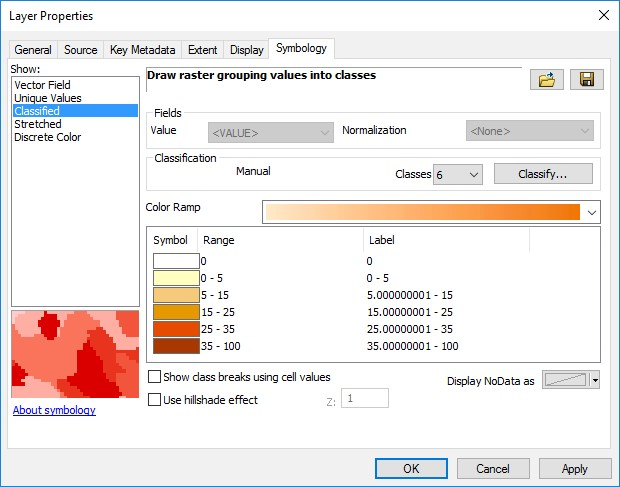 Layer Properties
General Source Key Metadata Extent Display Symbology
Show:
Vector Field
Unique Values
Classified
Stretched
Discrete Color
About symbology
Draw raster grouping values into classes
Fields
Value <VALUE> Normalization <None>
Classification
Manual Classes 6 Classify...
Color Ramp
Symbol Range Label
0 0
0 - 5 0 - 5
5 - 15 5.000000001 - 15
15 - 25 15.00000001 - 25
25 - 35 25.00000001 - 35
35 - 100 35.00000001 - 100
Show class breaks using cell values Display NoData as
Use hillshade effect Z: 1
OK Cancel Apply